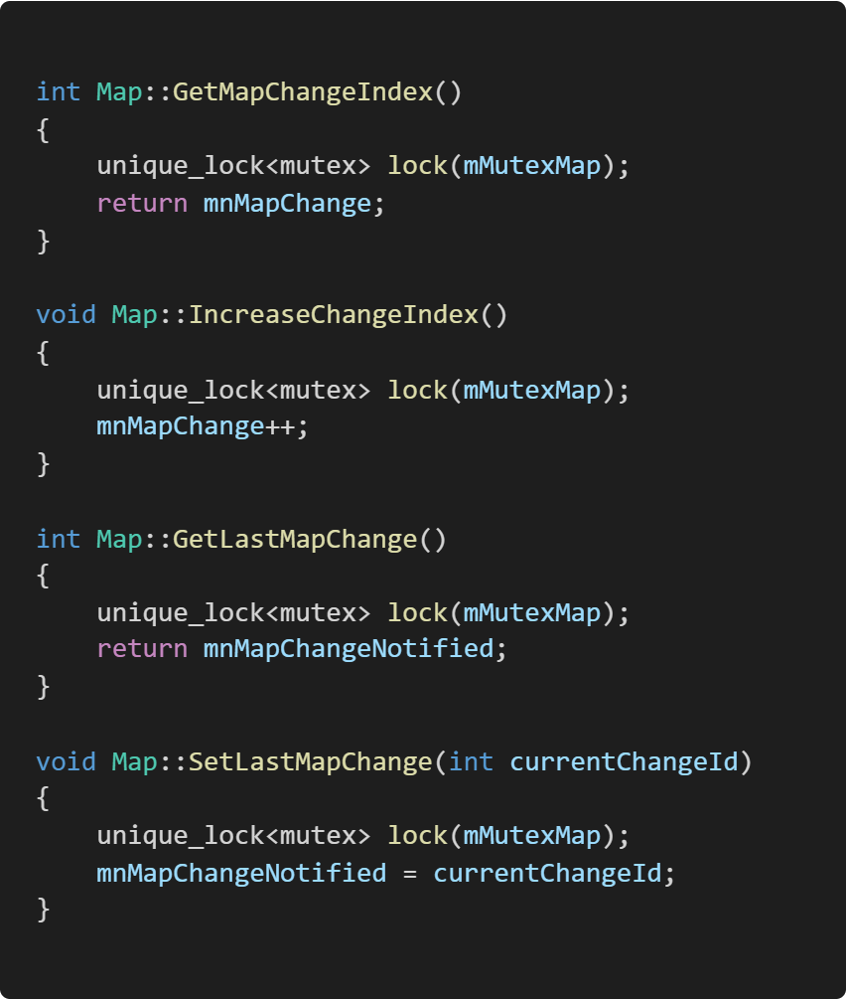 int Map::GetMapChangeIndex()
{
    unique_lock<mutex> lock(mMutexMap);
    return mnMapChange;
}

void Map::IncreaseChangeIndex()
{
    unique_lock<mutex> lock(mMutexMap);
    mnMapChange++;
}

int Map::GetLastMapChange()
{
    unique_lock<mutex> lock(mMutexMap);
    return mnMapChangeNotified;
}

void Map::SetLastMapChange(int currentChangeId)
{
    unique_lock<mutex> lock(mMutexMap);
    mnMapChangeNotified = currentChangeId;
}